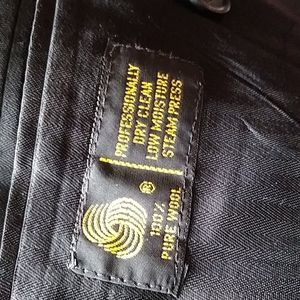 PROFESSIONALLY
DRY CLEAN
LOW MOISTURE
STEAM PRESS
®
100%
PURE WOOL